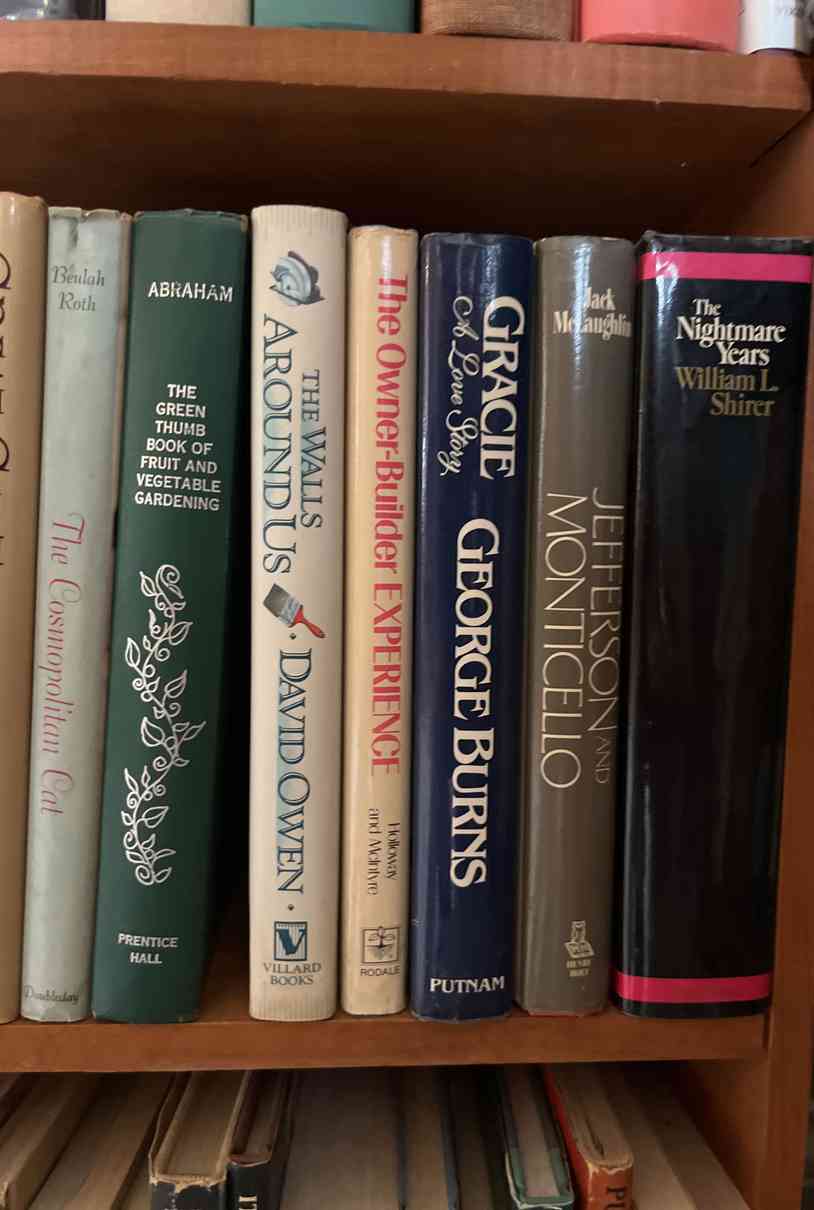 Beulah
Roth
The Cosmopolitan Cat
Doubleday
ABRAHAM
THE
GREEN
THUMB
BOOK OF
FRUIT AND
VEGETABLE
GARDENING
PRENTICE
HALL
THE WALLS
AROUND US
• DAVID OWEN •
V
VILLARD
BOOKS
The Owner-Builder EXPERIENCE
Holloway
and McIntyre
RODALE
GRACIE
A Love Story
GEORGE BURNS
PUTNAM
Jack
McLaughlin
JEFFERSON AND
MONTICELLO
HENRY
HOLT
The
Nightmare
Years
William L.
Shirer